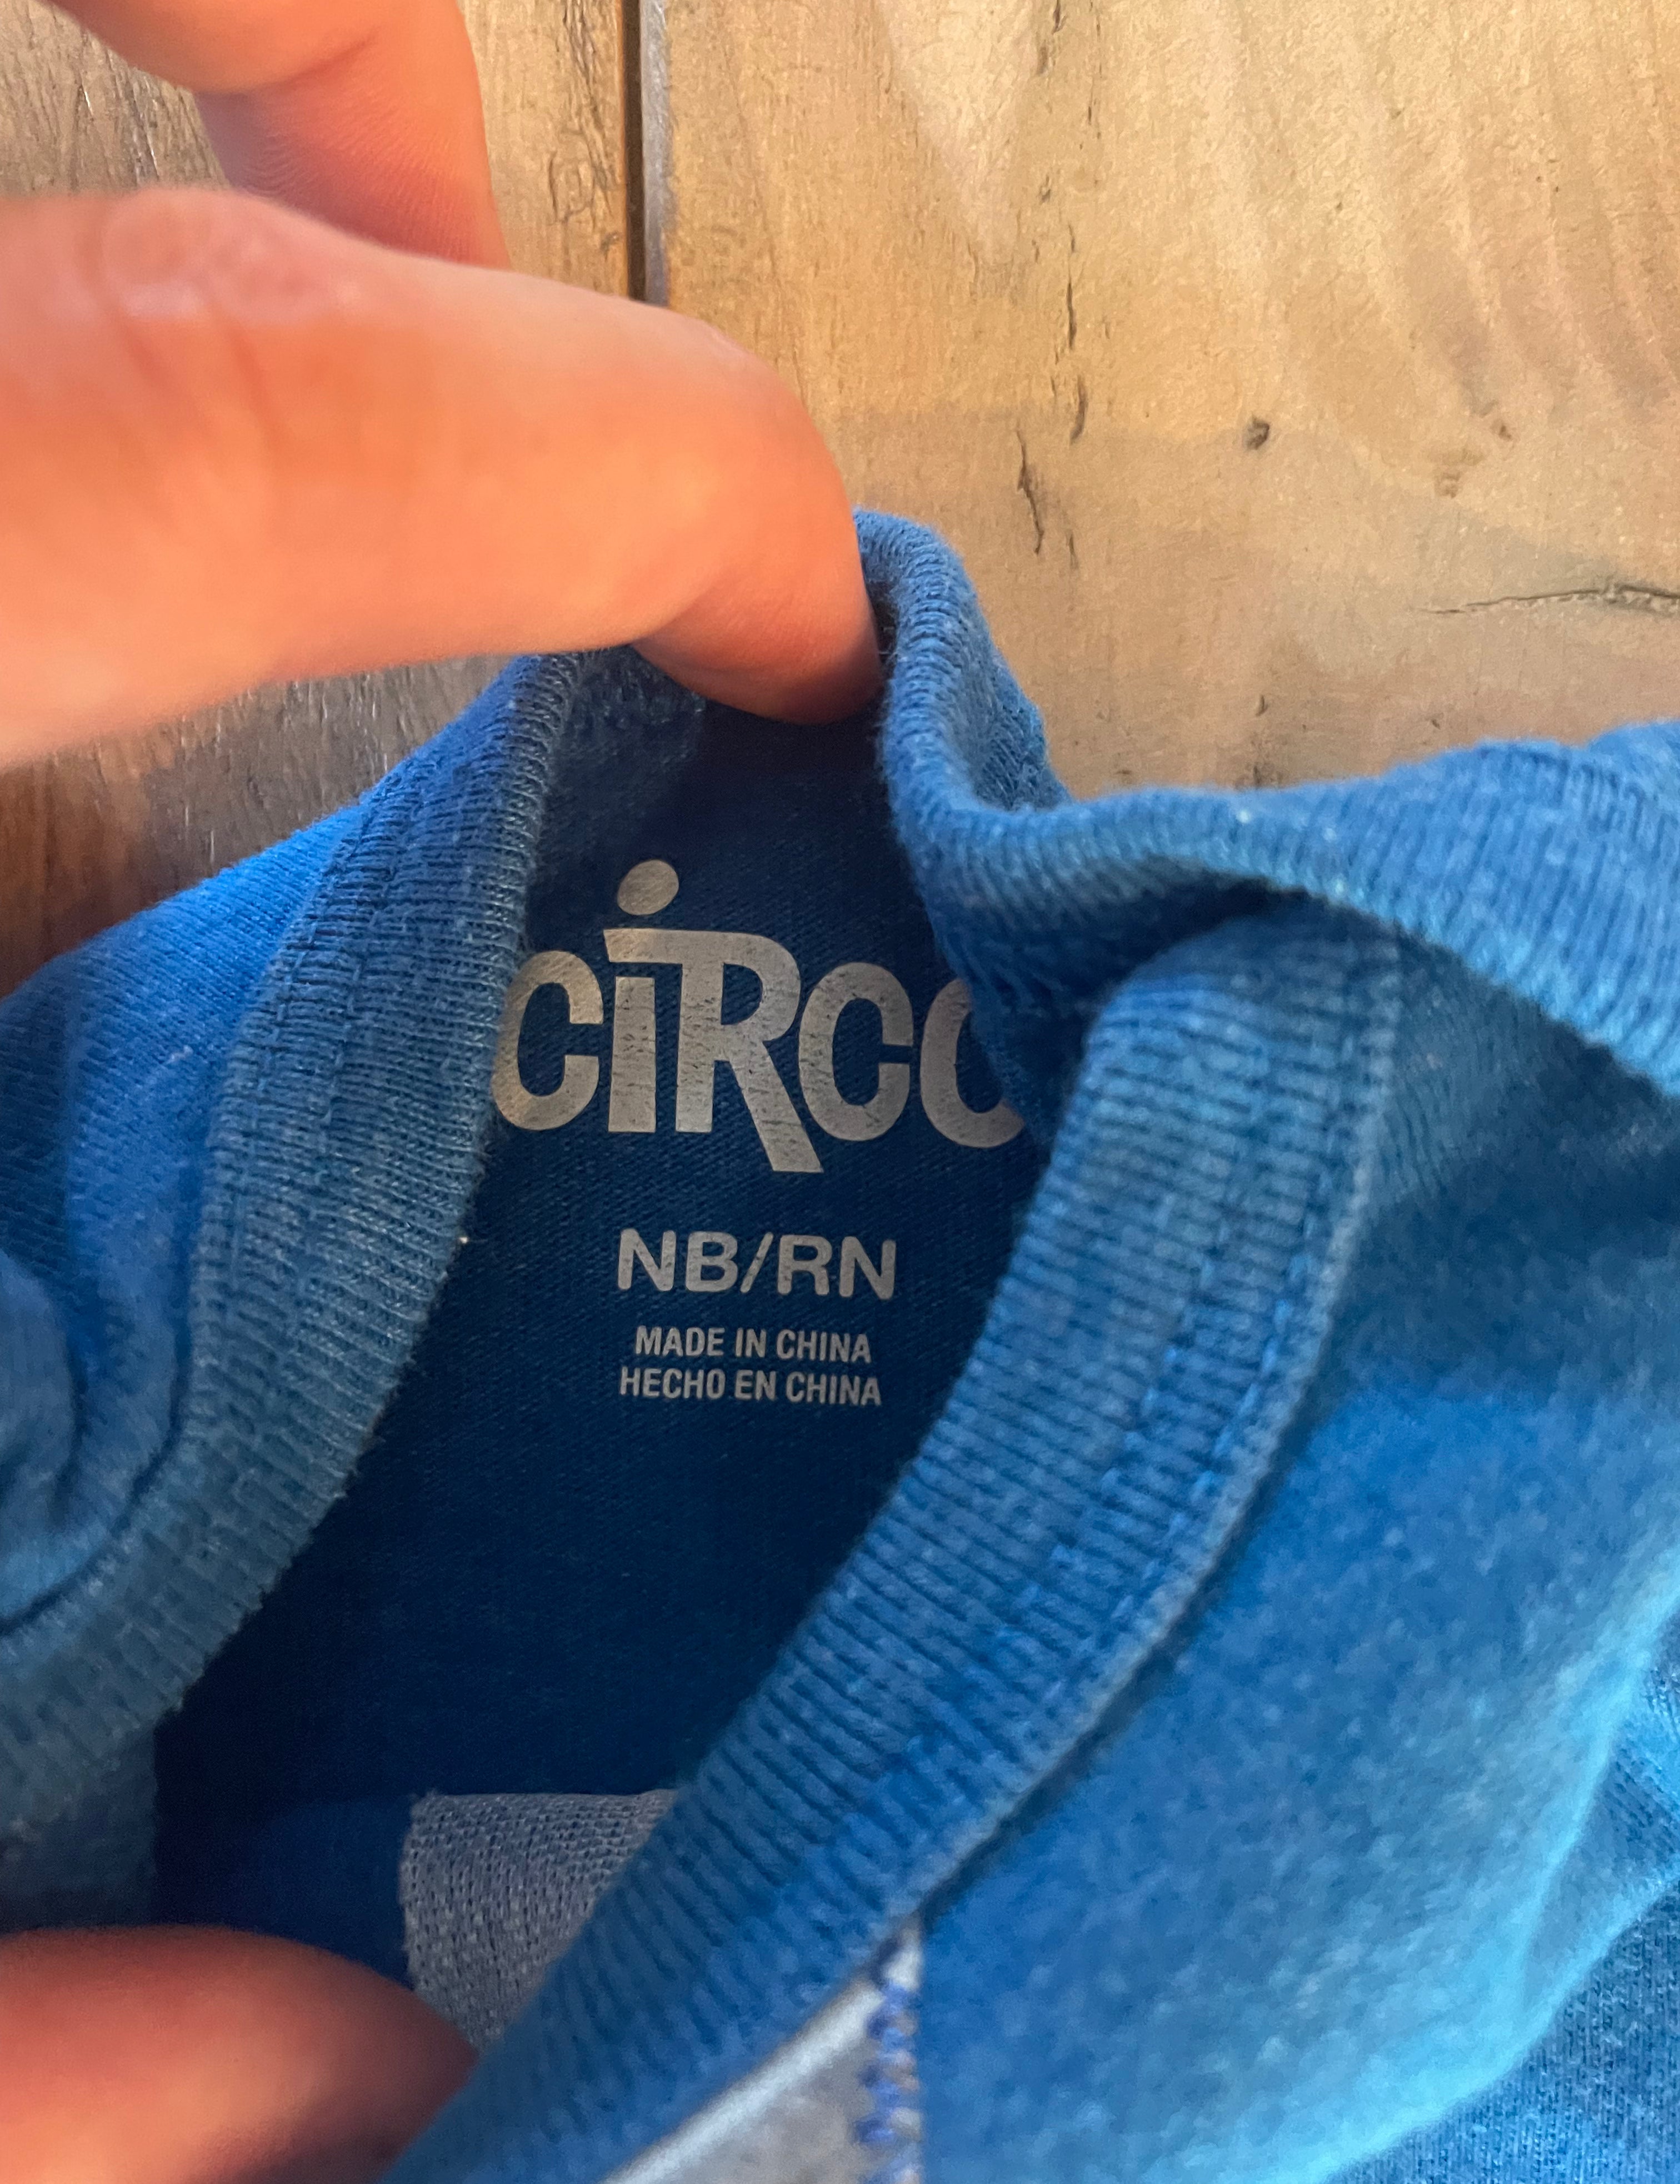 ciRco
NB/RN
MADE IN CHINA
HECHO EN CHINA